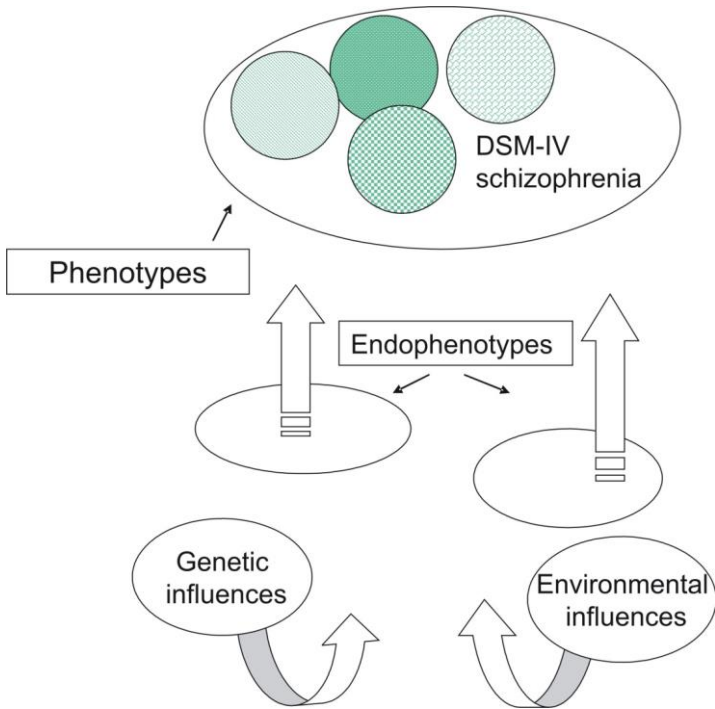 DSM-IV
schizophrenia
Phenotypes
Endophenotypes
Genetic
influences
Environmental
influences